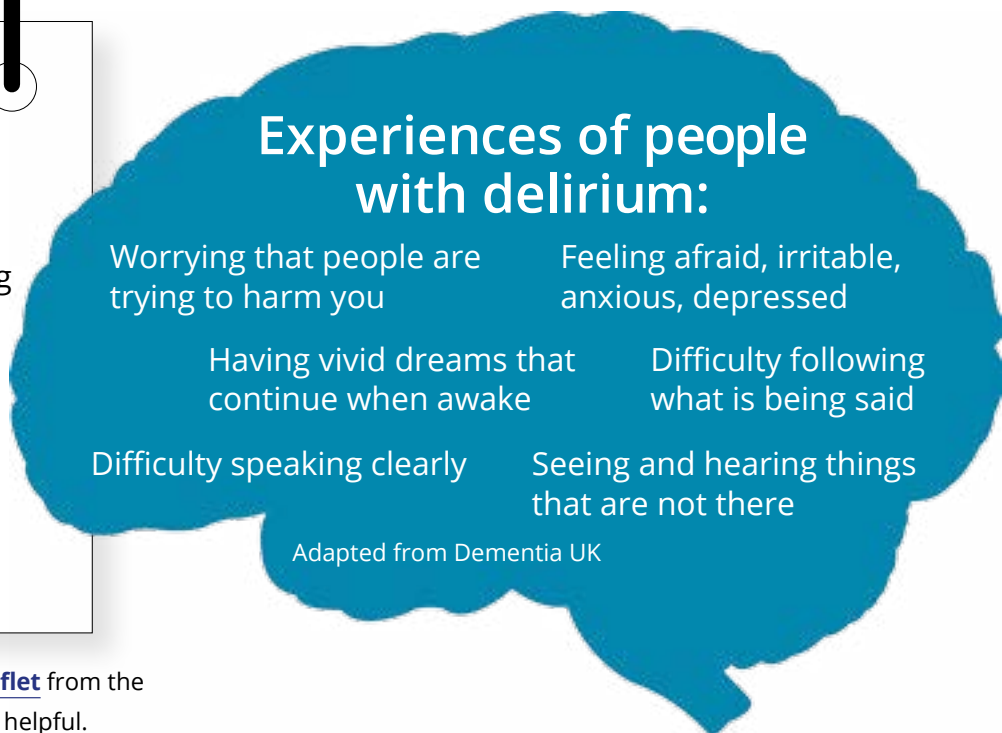 Experiences of people
with delirium:
Worrying that people are
trying to harm you
Feeling afraid, irritable,
anxious, depressed
Having vivid dreams that
continue when awake
Difficulty following
what is being said
Difficulty speaking clearly
Seeing and hearing things
that are not there
Adapted from Dementia UK
g
flet from the
helpful.